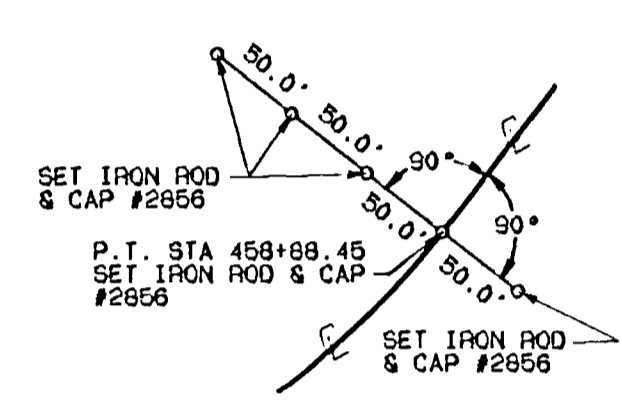 50.0'
50.0'
90°
SET IRON ROD
& CAP #2856
50.0'
90°
P.T. STA 458+88.45
SET IRON ROD & CAP
#2856
50.0'
SET IRON ROD
& CAP #2856